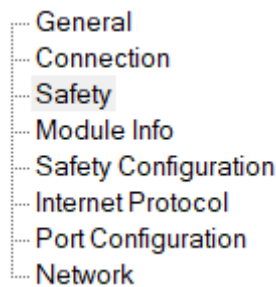 General
Connection
Safety
Module Info
Safety Configuration
Internet Protocol
Port Configuration
Network